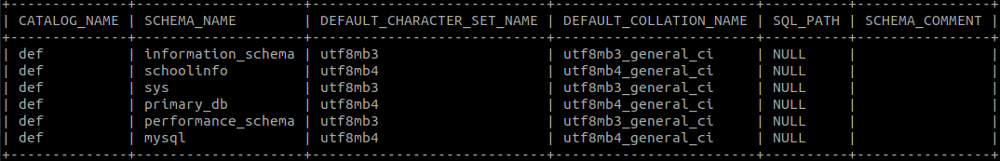 | CATALOG_NAME | SCHEMA_NAME | DEFAULT_CHARACTER_SET_NAME | DEFAULT_COLLATION_NAME | SQL_PATH | SCHEMA_COMMENT |
| def | information_schema | utf8mb3 | utf8mb3_general_ci | NULL | |
| def | schoolinfo | utf8mb4 | utf8mb4_general_ci | NULL | |
| def | sys | utf8mb3 | utf8mb3_general_ci | NULL | |
| def | primary_db | utf8mb4 | utf8mb4_general_ci | NULL | |
| def | performance_schema | utf8mb3 | utf8mb3_general_ci | NULL | |
| def | mysql | utf8mb4 | utf8mb4_general_ci | NULL | |